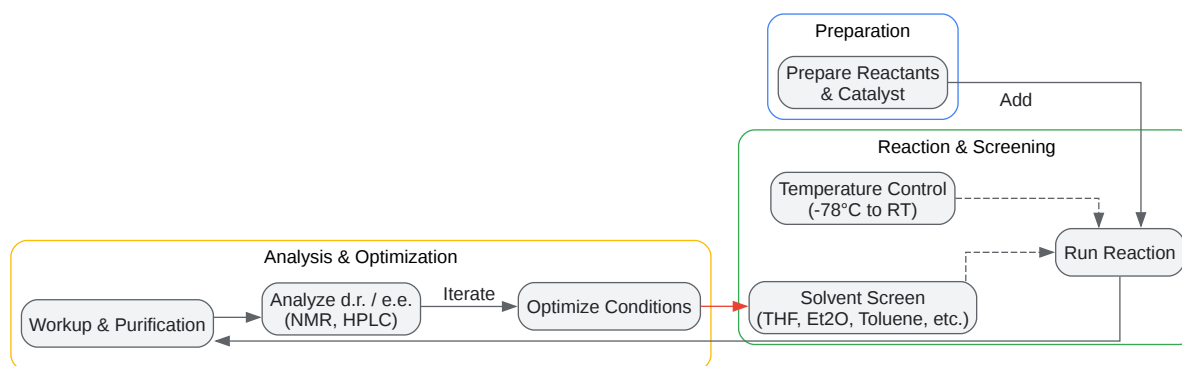 Preparation
Prepare Reactants
& Catalyst
Add
Reaction & Screening
Temperature Control
(-78°C to RT)
Run Reaction
Analysis & Optimization
Workup & Purification
Analyze d.r. / e.e.
(NMR, HPLC)
Iterate
Optimize Conditions
Solvent Screen
(THF, Et2O, Toluene, etc.)